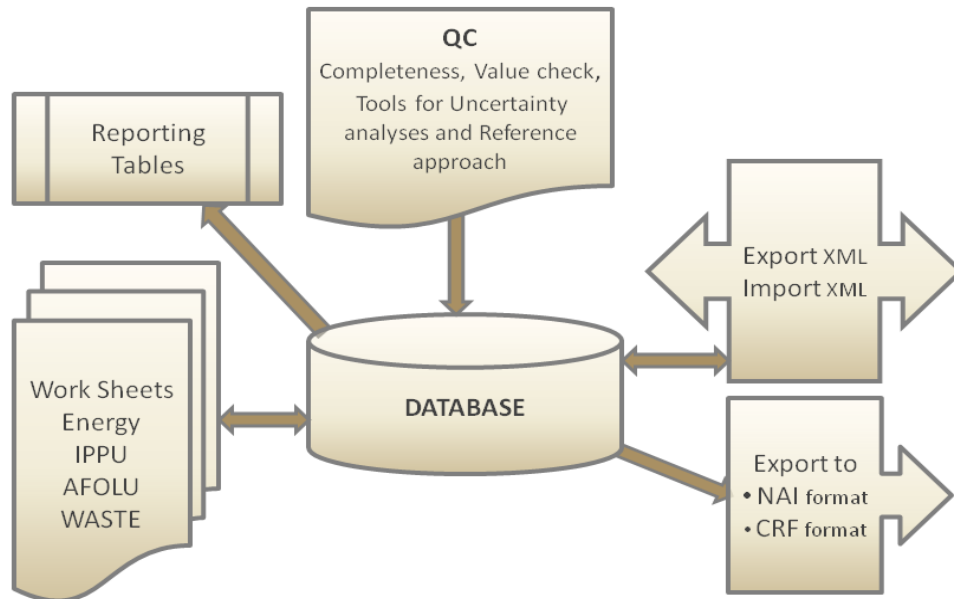 QC
Completeness, Value check,
Tools for Uncertainty
analyses and Reference
approach
Reporting
Tables
Export XML
Import XML
Work Sheets
Energy
IPPU
AFOLU
WASTE
DATABASE
Export to
• NAI format
• CRF format